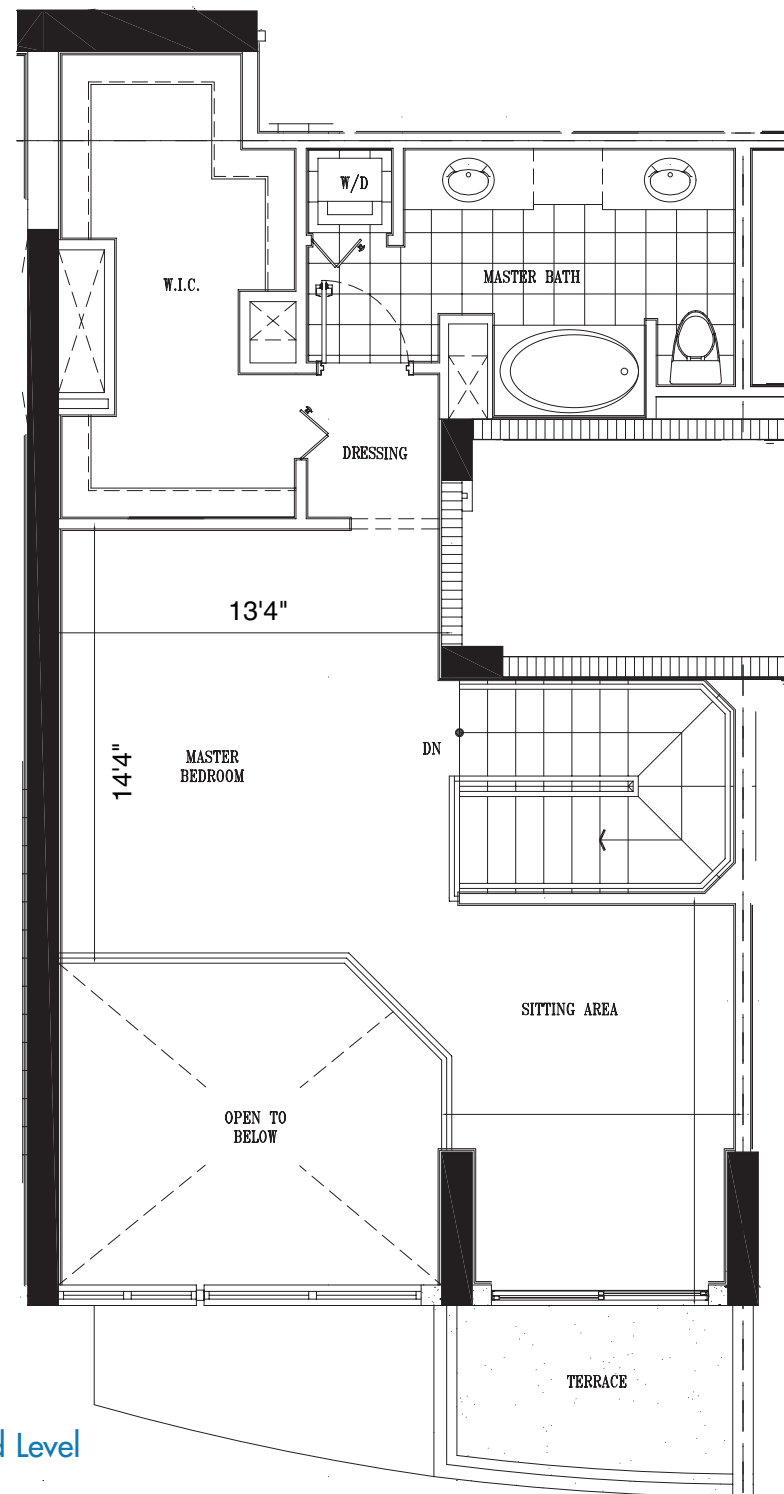 W/D
W.I.C.
MASTER BATH
DRESSING
13'4"
14'4"
MASTER
BEDROOM
DN
SITTING AREA
OPEN TO
BELOW
TERRACE
Level